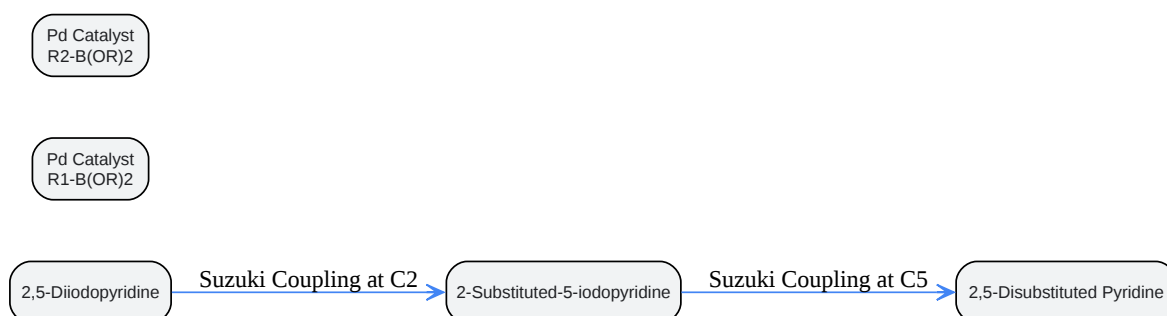 Pd Catalyst
R2-B(OR)2
Pd Catalyst
R1-B(OR)2
2,5-Diiodopyridine
Suzuki Coupling at C2
2-Substituted-5-iodopyridine
Suzuki Coupling at C5
2,5-Disubstituted Pyridine